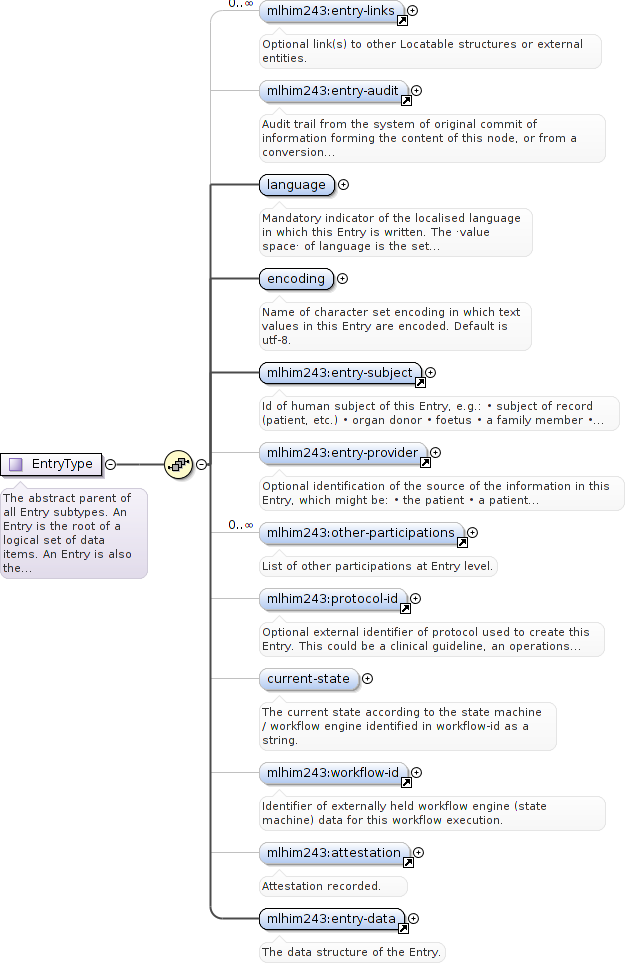 0..∞
mlhim243:entry-links
Optional link(s) to other Locatable structures or external
entities.
mlhim243:entry-audit
Audit trail from the system of original commit of
information forming the content of this node, or from a
conversion...
language
Mandatory indicator of the localised language
in which this Entry is written. The ·value
space· of language is the set...
encoding
Name of character set encoding in which text
values in this Entry are encoded. Default is
utf-8.
mlhim243:entry-subject
Id of human subject of this Entry, e.g.: • subject of record
(patient, etc.) • organ donor • foetus • a family member •...
mlhim243:entry-provider
Optional identification of the source of the information in this
Entry, which might be: • the patient • a patient...
EntryType
The abstract parent of
all Entry subtypes. An
Entry is the root of a
logical set of data
items. An Entry is also
the...
0..∞
mlhim243:other-participations
List of other participations at Entry level.
mlhim243:protocol-id
Optional external identifier of protocol used to create this
Entry. This could be a clinical guideline, an operations...
current-state
The current state according to the state machine
/ workflow engine identified in workflow-id as a
string.
mlhim243:workflow-id
Identifier of externally held workflow engine (state
machine) data for this workflow execution.
mlhim243:attestation
Attestation recorded.
mlhim243:entry-data
The data structure of the Entry.